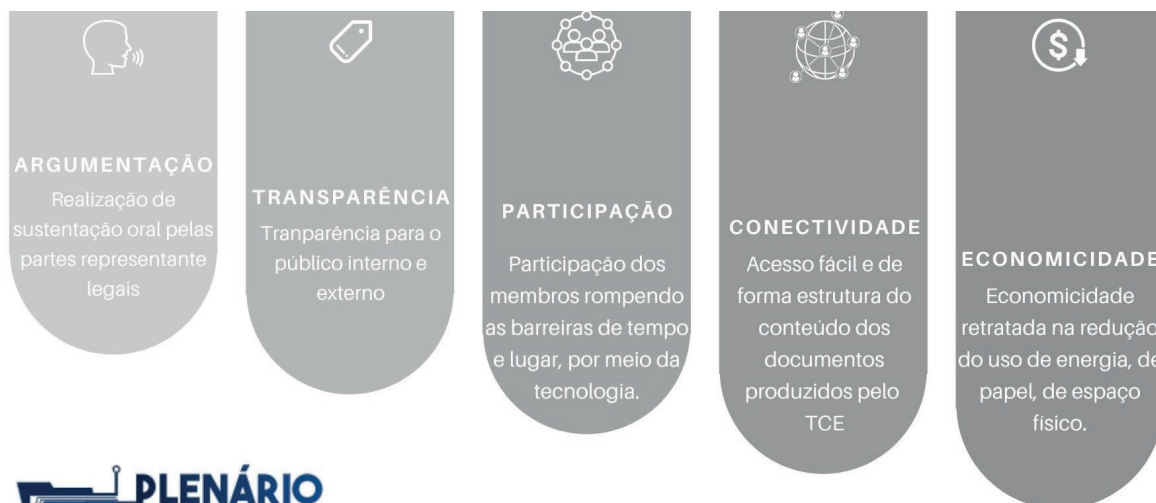 ARGUMENTAÇÃO
Realização de
sustentação oral pelas
partes representante
legais
TRANSPARÊNCIA
Tranparência para o
público interno e
externo
PARTICIPAÇÃO
Participação dos
membros rompendo
as barreiras de tempo
e lugar, por meio da
tecnologia.
CONECTIVIDADE
Acesso fácil e de
forma estrutura do
conteúdo dos
documentos
produzidos pelo
TCE
$
ECONOMICIDADE
Economicidade
retratada na redução
do uso de energia, de
papel, de espaço
físico.
PLENÁRIO